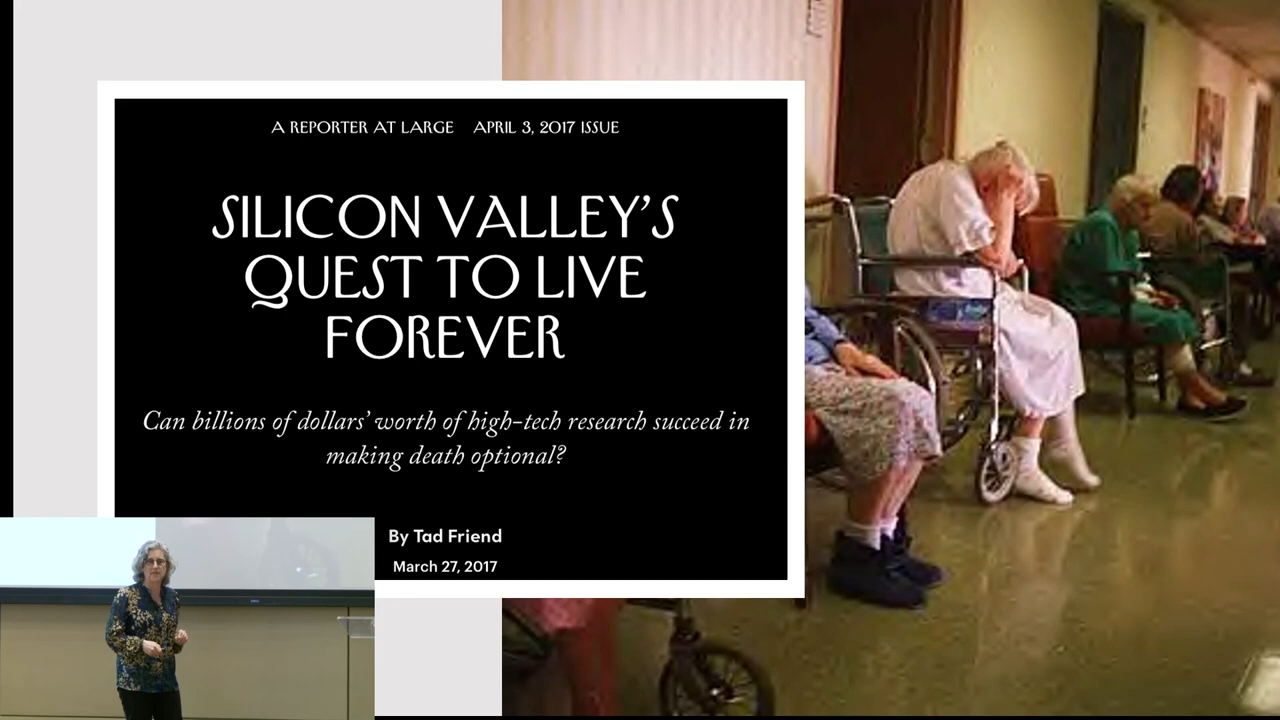 A REPORTER AT LARGE APRIL 3, 2017 ISSUE
SILICON VALLEY'S
QUEST TO LIVE
FOREVER
Can billions of dollars' worth of high-tech research succeed in
making death optional?
By Tad Friend
March 27, 2017